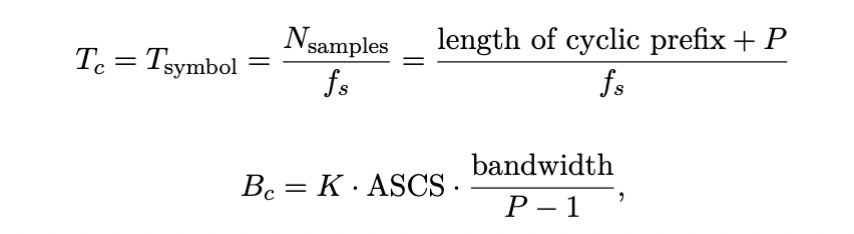 T_c = T_symbol = N_samples / f_s = (length of cyclic prefix + P) / f_s
B_c = K · ASCS · bandwidth / (P − 1),